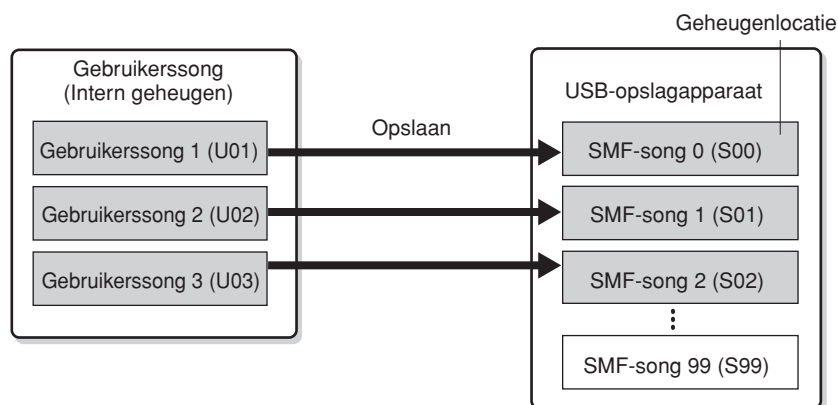 Geheugenlocatie
Gebruikerssong
(Intern geheugen)
Gebruikerssong 1 (U01)
Gebruikerssong 2 (U02)
Gebruikerssong 3 (U03)
Opslaan
USB-opslagapparaat
SMF-song 0 (S00)
SMF-song 1 (S01)
SMF-song 2 (S02)
SMF-song 99 (S99)